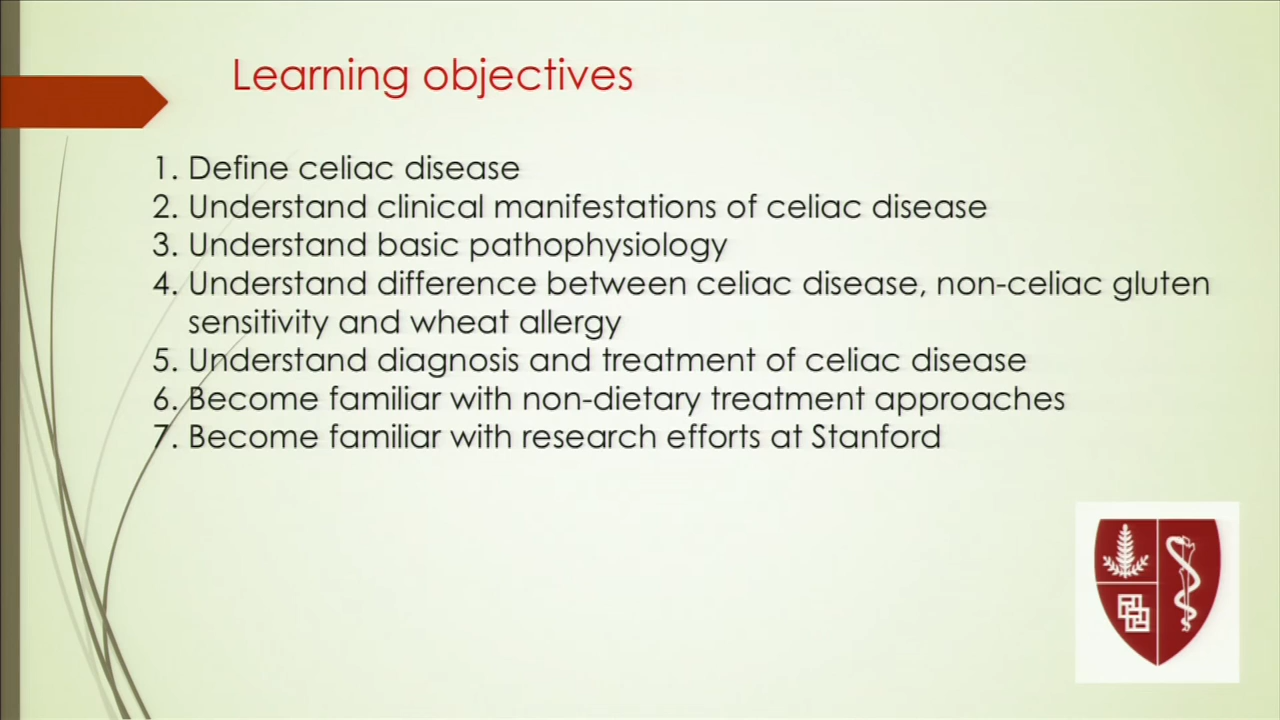 Learning objectives
1. Define celiac disease
2. Understand clinical manifestations of celiac disease
3. Understand basic pathophysiology
4. Understand difference between celiac disease, non-celiac gluten
sensitivity and wheat allergy
5. Understand diagnosis and treatment of celiac disease
6. Become familiar with non-dietary treatment approaches
7. Become familiar with research efforts at Stanford